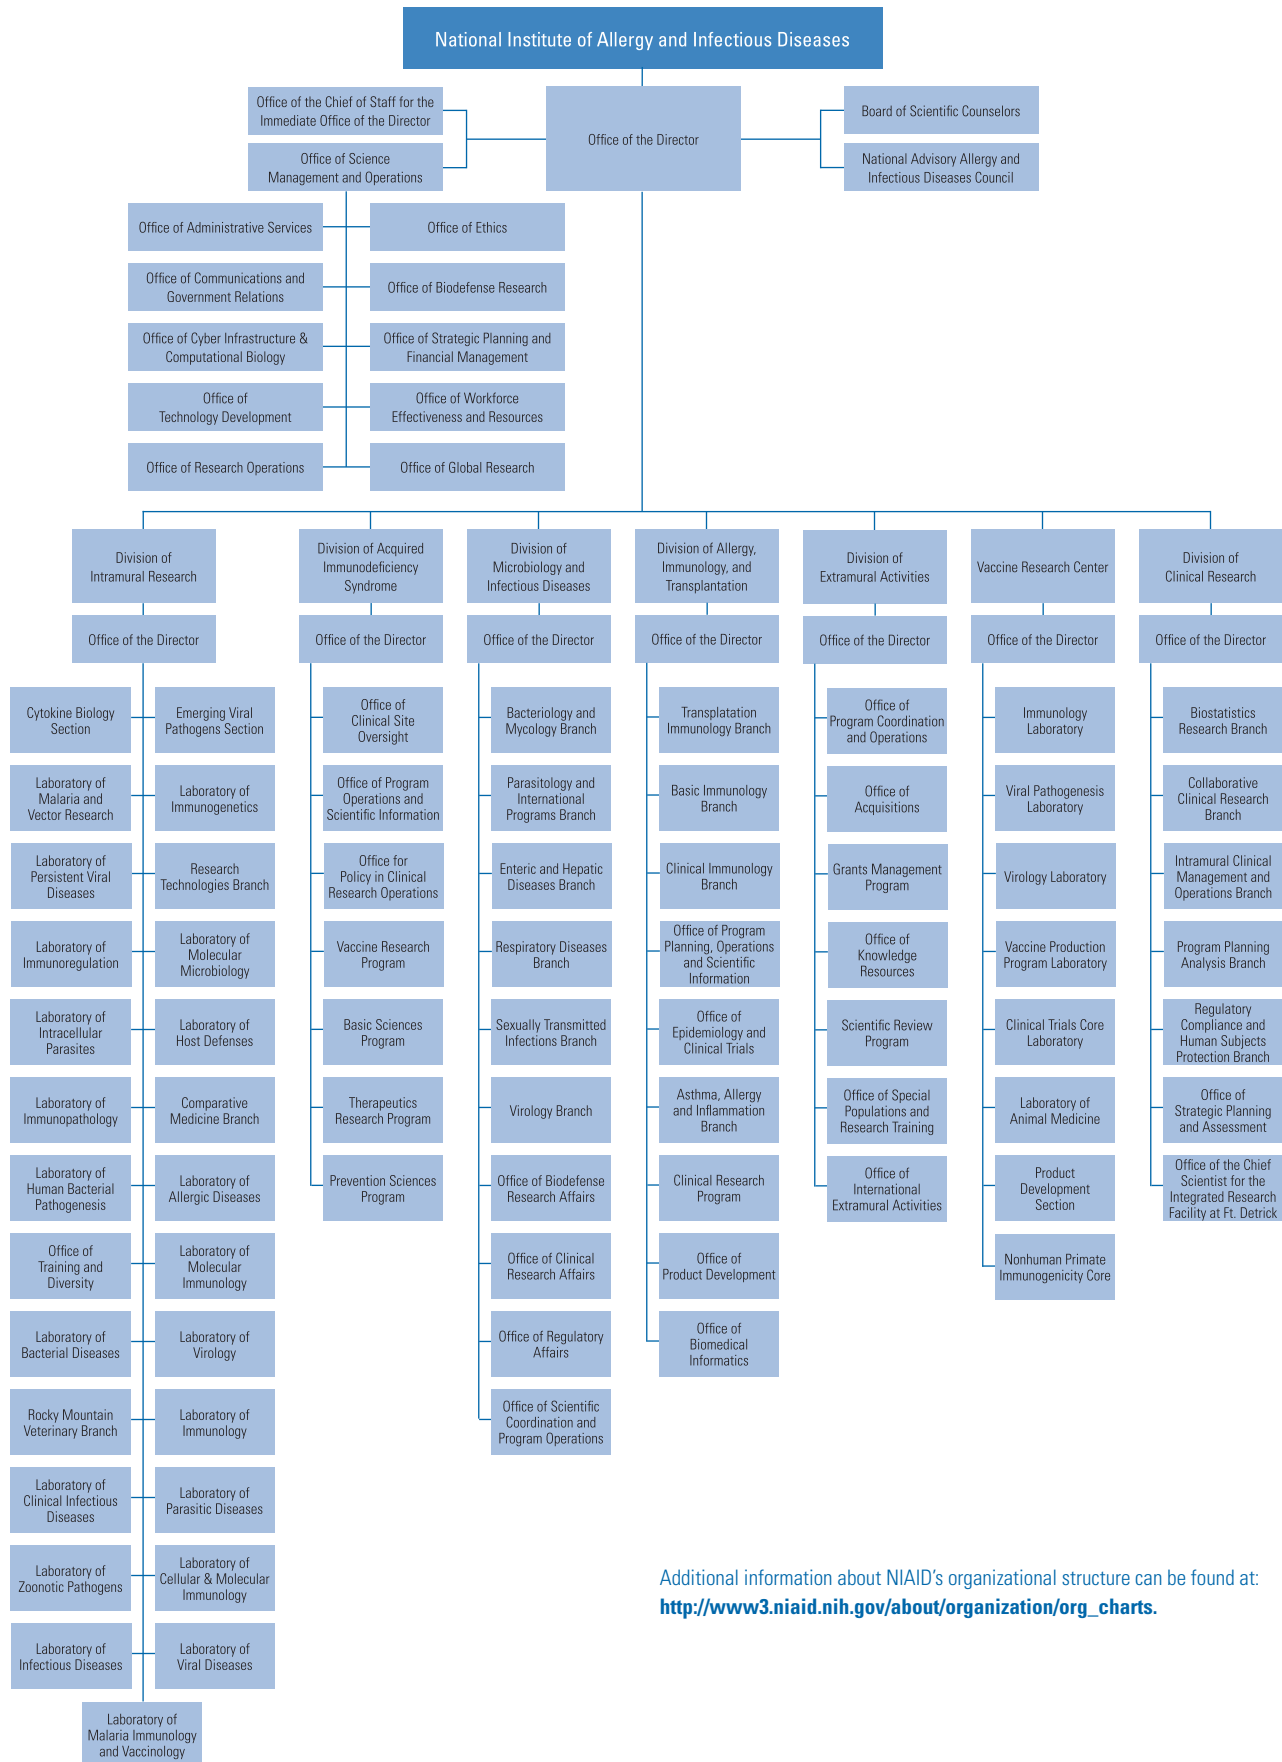 National Institute of Allergy and Infectious Diseases
Office of the Chief of Staff for the
Immediate Office of the Director
Office of Science
Management and Operations
Office of the Director
Board of Scientific Counselors
National Advisory Allergy and
Infectious Diseases Council
Office of Administrative Services
Office of Ethics
Office of Communications and
Government Relations
Office of Biodefense Research
Office of Cyber Infrastructure &
Computational Biology
Office of Strategic Planning and
Financial Management
Office of
Technology Development
Office of Workforce
Effectiveness and Resources
Office of Research Operations
Office of Global Research
Division of
Intramural Research
Office of the Director
Cytokine Biology
Section
Emerging Viral
Pathogens Section
Laboratory of
Malaria and
Vector Research
Laboratory of
Immunogenetics
Laboratory of
Persistent Viral
Diseases
Research
Technologies Branch
Laboratory of
Immunoregulation
Laboratory of
Molecular
Microbiology
Laboratory of
Intracellular
Parasites
Laboratory of
Host Defenses
Laboratory of
Immunopathology
Comparative
Medicine Branch
Laboratory of
Human Bacterial
Pathogenesis
Laboratory of
Allergic Diseases
Office of
Training and
Diversity
Laboratory of
Molecular
Immunology
Laboratory of
Bacterial Diseases
Laboratory of
Virology
Rocky Mountain
Veterinary Branch
Laboratory of
Immunology
Laboratory of
Clinical Infectious
Diseases
Laboratory of
Parasitic Diseases
Laboratory of
Zoonotic Pathogens
Laboratory of
Cellular & Molecular
Immunology
Laboratory of
Infectious Diseases
Laboratory of
Viral Diseases
Laboratory of
Malaria Immunology
and Vaccinology
Division of Acquired
Immunodeficiency
Syndrome
Office of the Director
Office of
Clinical Site
Oversight
Office of Program
Operations and
Scientific Information
Office for
Policy in Clinical
Research Operations
Vaccine Research
Program
Basic Sciences
Program
Therapeutics
Research Program
Prevention Sciences
Program
Division of
Microbiology and
Infectious Diseases
Office of the Director
Bacteriology and
Mycology Branch
Parasitology and
International
Programs Branch
Enteric and Hepatic
Diseases Branch
Respiratory Diseases
Branch
Sexually Transmitted
Infections Branch
Virology Branch
Office of Biodefense
Research Affairs
Office of Clinical
Research Affairs
Office of Regulatory
Affairs
Office of Scientific
Coordination and
Program Operations
Division of Allergy,
Immunology, and
Transplantation
Office of the Director
Transplatation
Immunology Branch
Basic Immunology
Branch
Clinical Immunology
Branch
Office of Program
Planning, Operations
and Scientific
Information
Office of
Epidemiology and
Clinical Trials
Asthma, Allergy
and Inflammation
Branch
Clinical Research
Program
Office of
Product Development
Office of
Biomedical
Informatics
Division of
Extramural Activities
Office of the Director
Office of
Program Coordination
and Operations
Office of
Acquisitions
Grants Management
Program
Office of
Knowledge
Resources
Scientific Review
Program
Office of Special
Populations and
Research Training
Office of
International
Extramural Activities
Vaccine Research Center
Office of the Director
Immunology
Laboratory
Viral Pathogenesis
Laboratory
Virology Laboratory
Vaccine Production
Program Laboratory
Clinical Trials Core
Laboratory
Laboratory of
Animal Medicine
Product
Development
Section
Nonhuman Primate
Immunogenicity Core
Division of
Clinical Research
Office of the Director
Biostatistics
Research Branch
Collaborative
Clinical Research
Branch
Intramural Clinical
Management and
Operations Branch
Program Planning
Analysis Branch
Regulatory
Compliance and
Human Subjects
Protection Branch
Office of
Strategic Planning
and Assessment
Office of the Chief
Scientist for the
Integrated Research
Facility at Ft. Detrick
Additional information about NIAID's organizational structure can be found at:
http://www3.niaid.nih.gov/about/organization/org_charts.